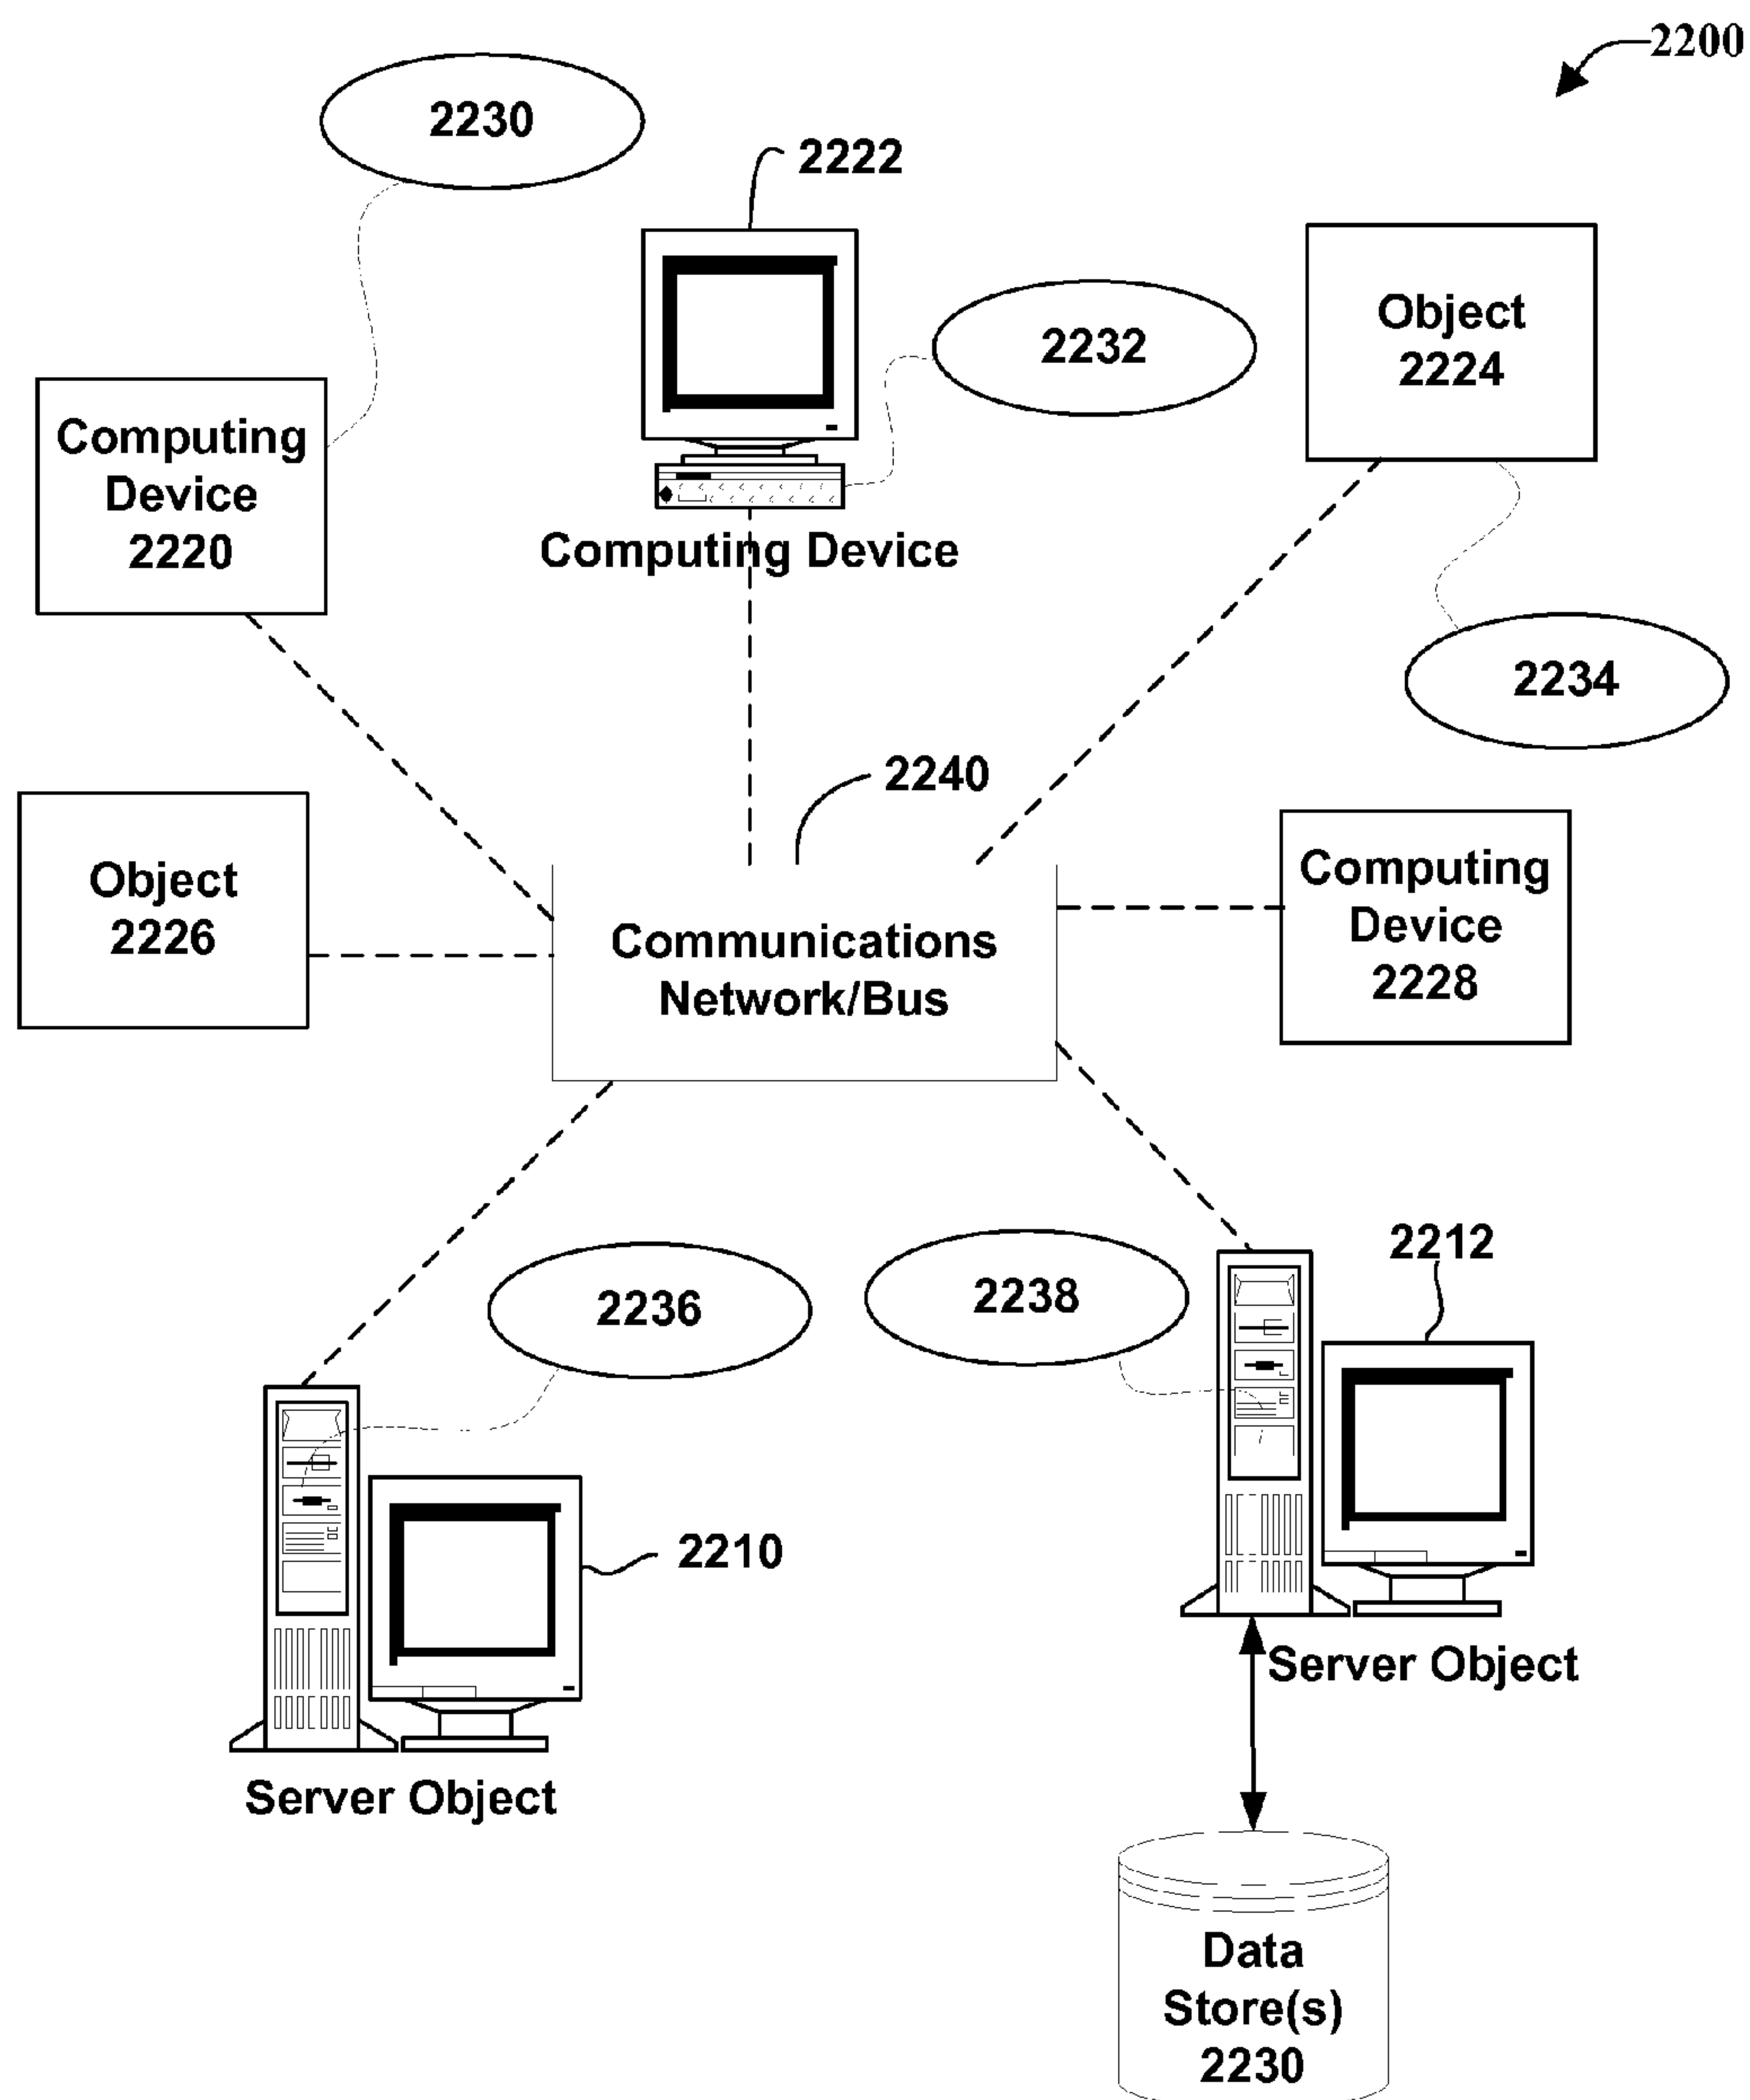 2200
2230
2222
2232
Object
2224
Computing
Device
2220
Computing Device
2234
2240
Object
2226
Communications
Network/Bus
Computing
Device
2228
2236
2238
2212
2210
Server Object
Server Object
Data
Store(s)
2230